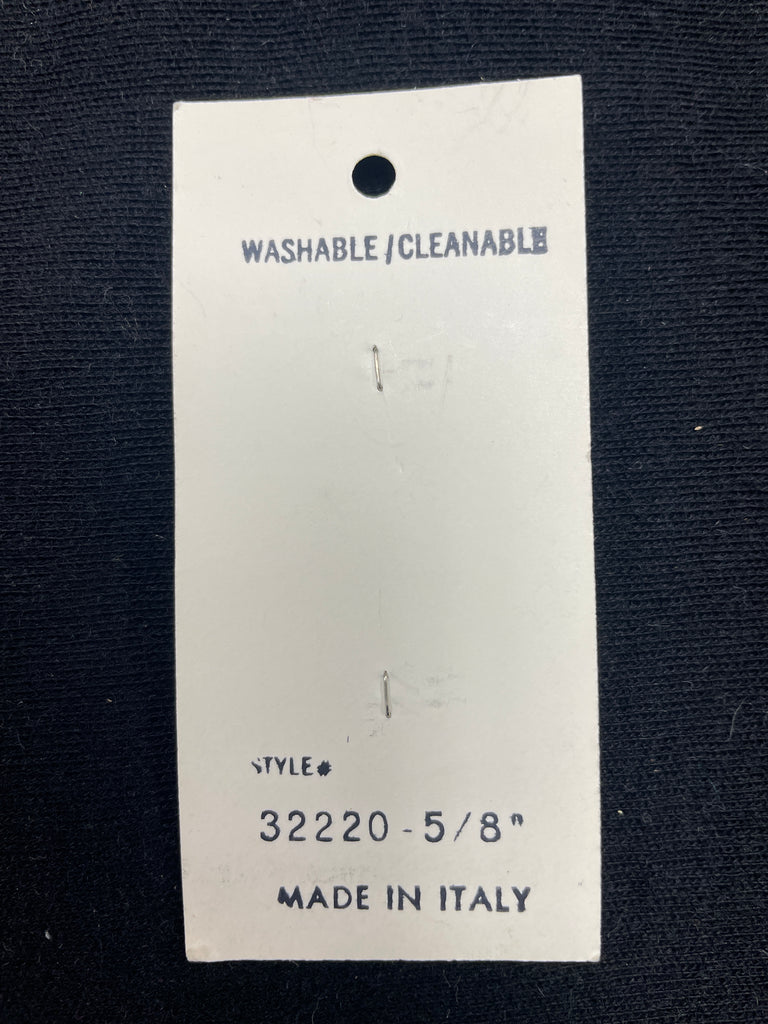 WASHABLE/CLEANABLE
STYLE#
32220-5/8"
MADE IN ITALY